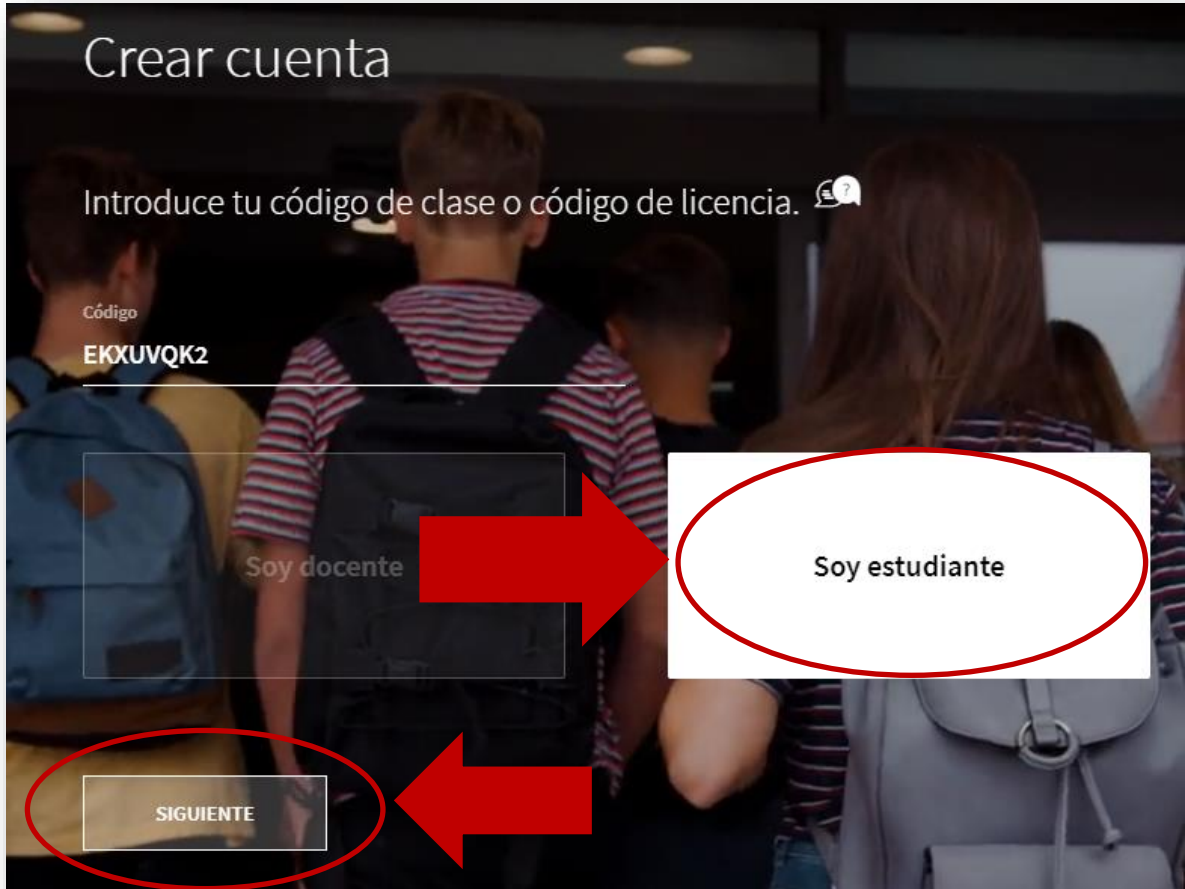 Crear cuenta
Introduce tu código de clase o código de licencia. ?
Código
EKXUVQK2
Soy docente
Soy estudiante
SIGUIENTE